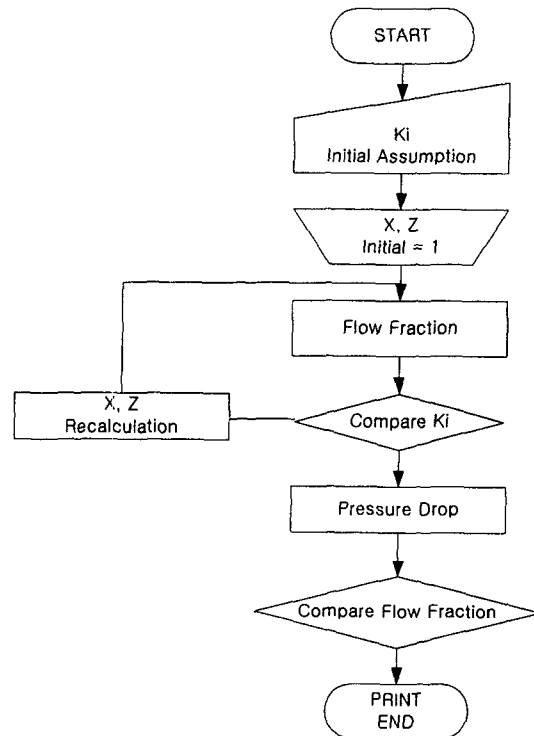 START
Ki
Initial Assumption
X, Z
Initial = 1
Flow Fraction
X, Z
Recalculation
Compare Ki
Pressure Drop
Compare Flow Fraction
PRINT
END